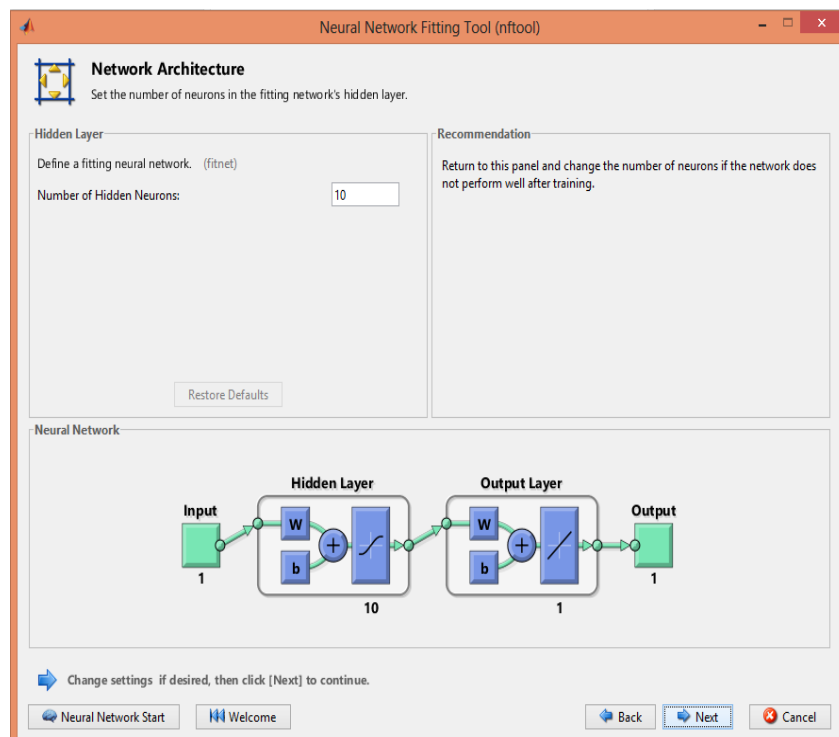 Neural Network Fitting Tool (nftool)
Network Architecture
Set the number of neurons in the fitting network's hidden layer.
Hidden Layer
Define a fitting neural network. (fitnet)
Number of Hidden Neurons: 10
Restore Defaults
Recommendation
Return to this panel and change the number of neurons if the network does
not perform well after training.
Neural Network
Hidden Layer Output Layer
Input Output
W W
b b
1 1
10 1
Change settings if desired, then click [Next] to continue.
Neural Network Start Welcome Back Next Cancel